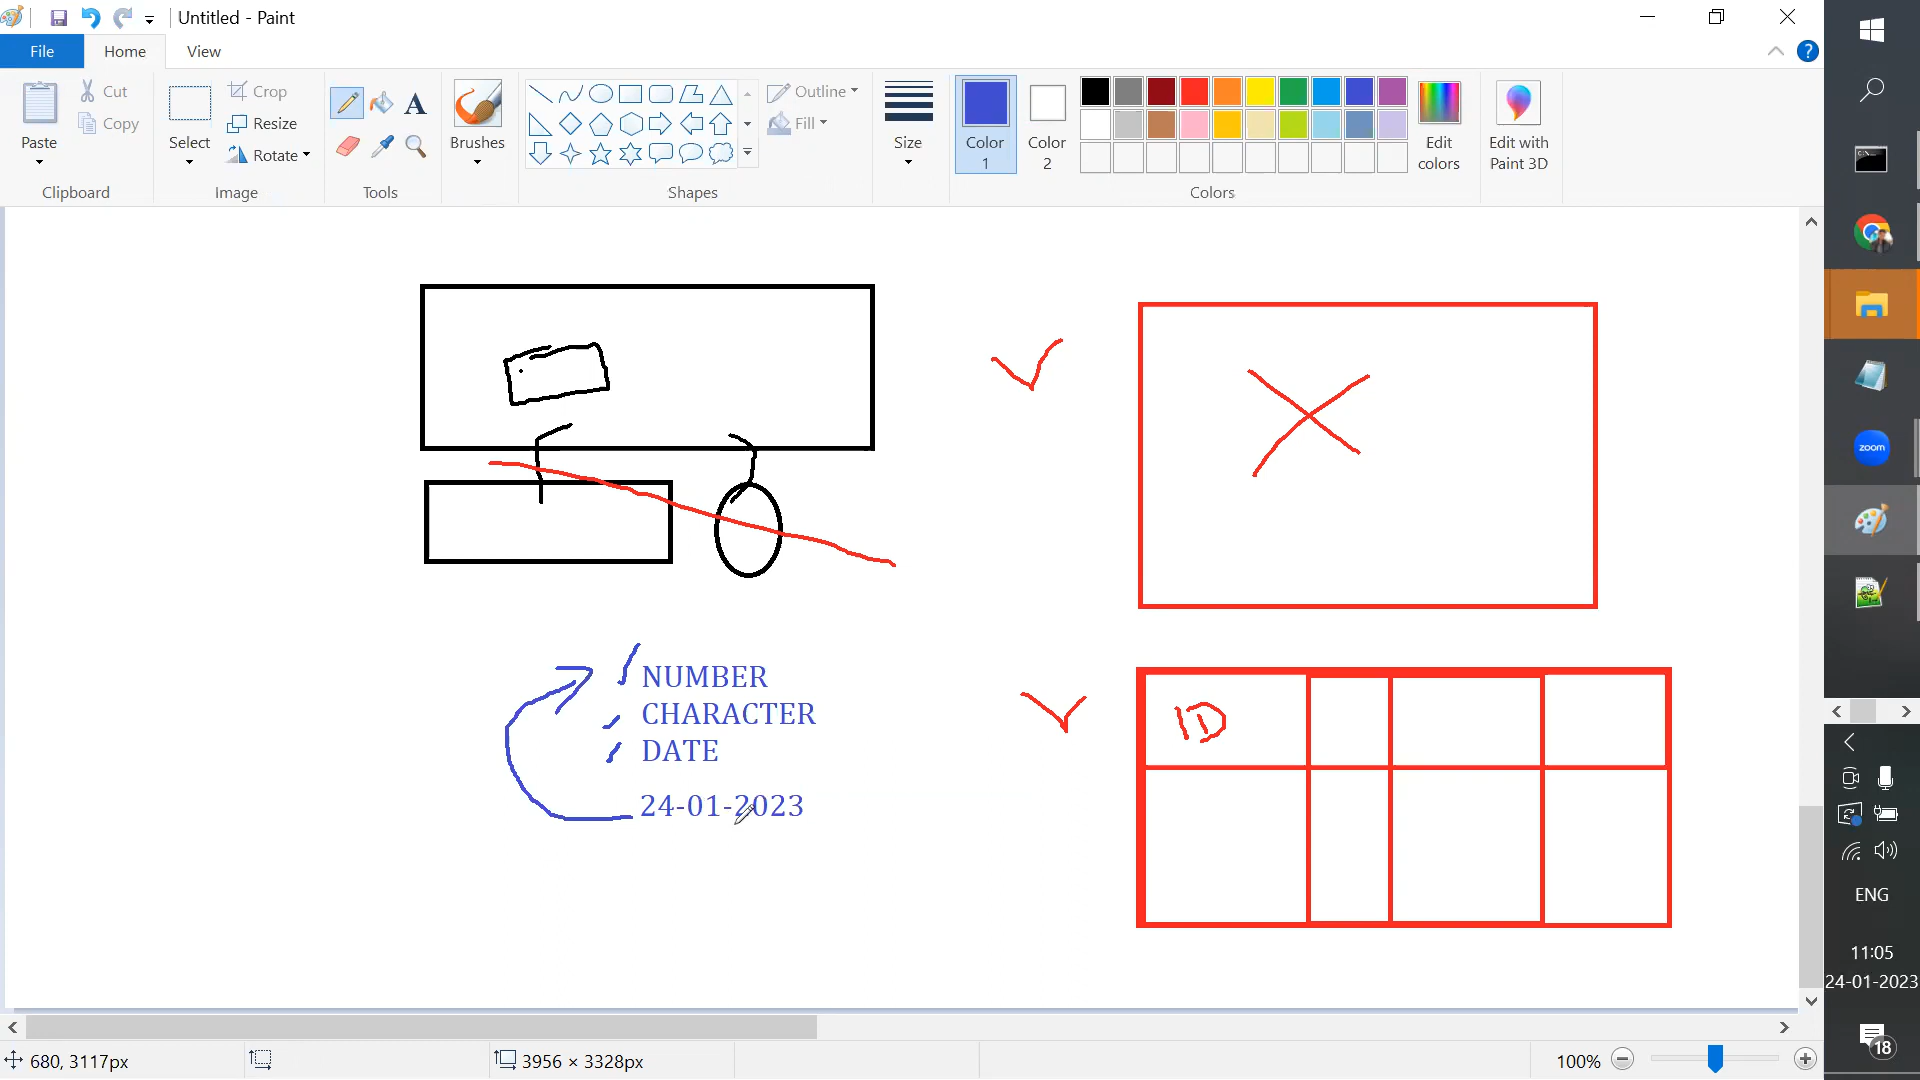 Untitled - Paint
File
Home
View
Paste
Cut
Copy
Clipboard
Select
Crop
Resize
Rotate
Image
A
Tools
Brushes
Shapes
Outline
Fill
Size
Color 1
Color 2
Edit colors
Colors
Edit with Paint 3D
?
NUMBER
CHARACTER
DATE
24-01-2023
ID
zoom
ENG
11:05
24-01-2023
18
680, 3117px
3956 × 3328px
100%